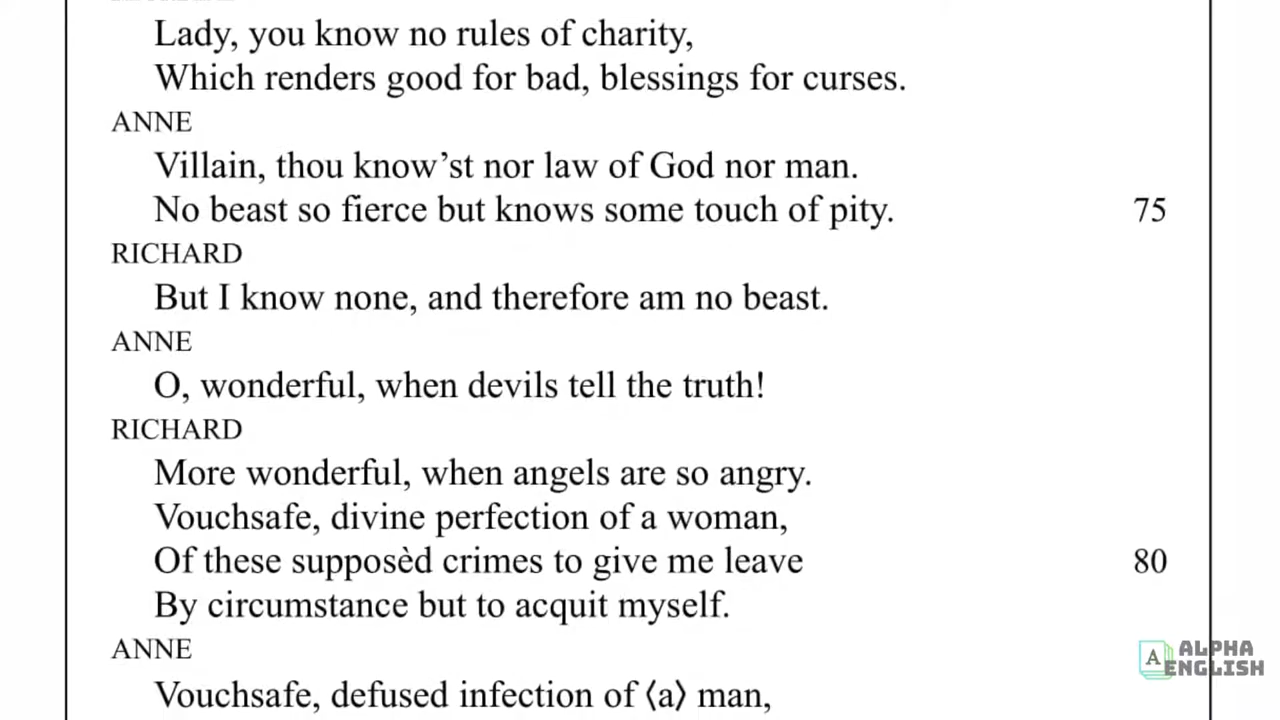 Lady, you know no rules of charity,
Which renders good for bad, blessings for curses.
ANNE
Villain, thou know’st nor law of God nor man.
No beast so fierce but knows some touch of pity. 75
RICHARD
But I know none, and therefore am no beast.
ANNE
O, wonderful, when devils tell the truth!
RICHARD
More wonderful, when angels are so angry.
Vouchsafe, divine perfection of a woman,
Of these supposèd crimes to give me leave 80
By circumstance but to acquit myself.
ANNE
Vouchsafe, defused infection of ⟨a⟩ man,
A ALPHA
ENGLISH